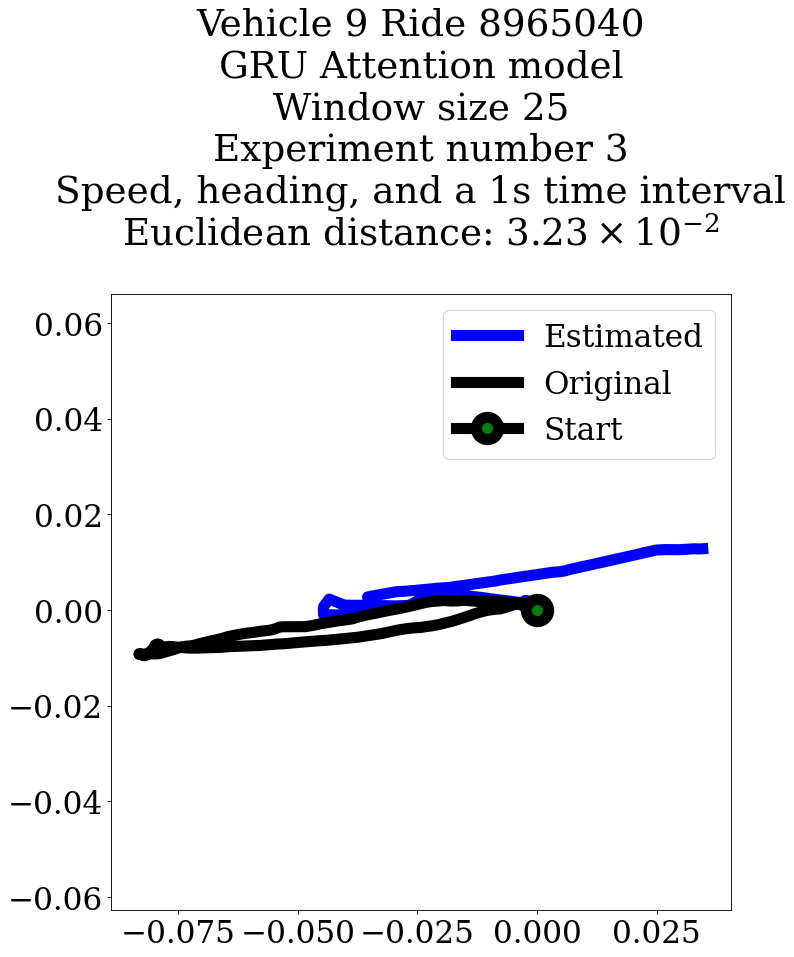 Vehicle 9 Ride 8965040
GRU Attention model
Window size 25
Experiment number 3
Speed, heading, and a 1s time interval
Euclidean distance: 3.23 × 10⁻²
Estimated
Original
Start
0.06
0.04
0.02
0.00
−0.02
−0.04
−0.06
−0.075 −0.050 −0.025 0.000 0.025